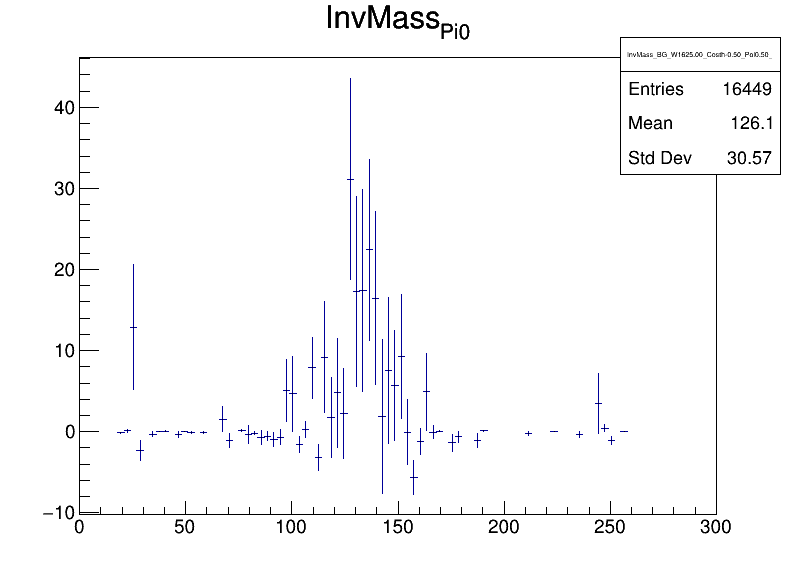 InvMass_Pi0
InvMass_BG_W1625.00_Costh-0.50_Pol0.50_
Entries 16449
Mean 126.1
Std Dev 30.57
40
30
20
10
0
−10
0 50 100 150 200 250 300